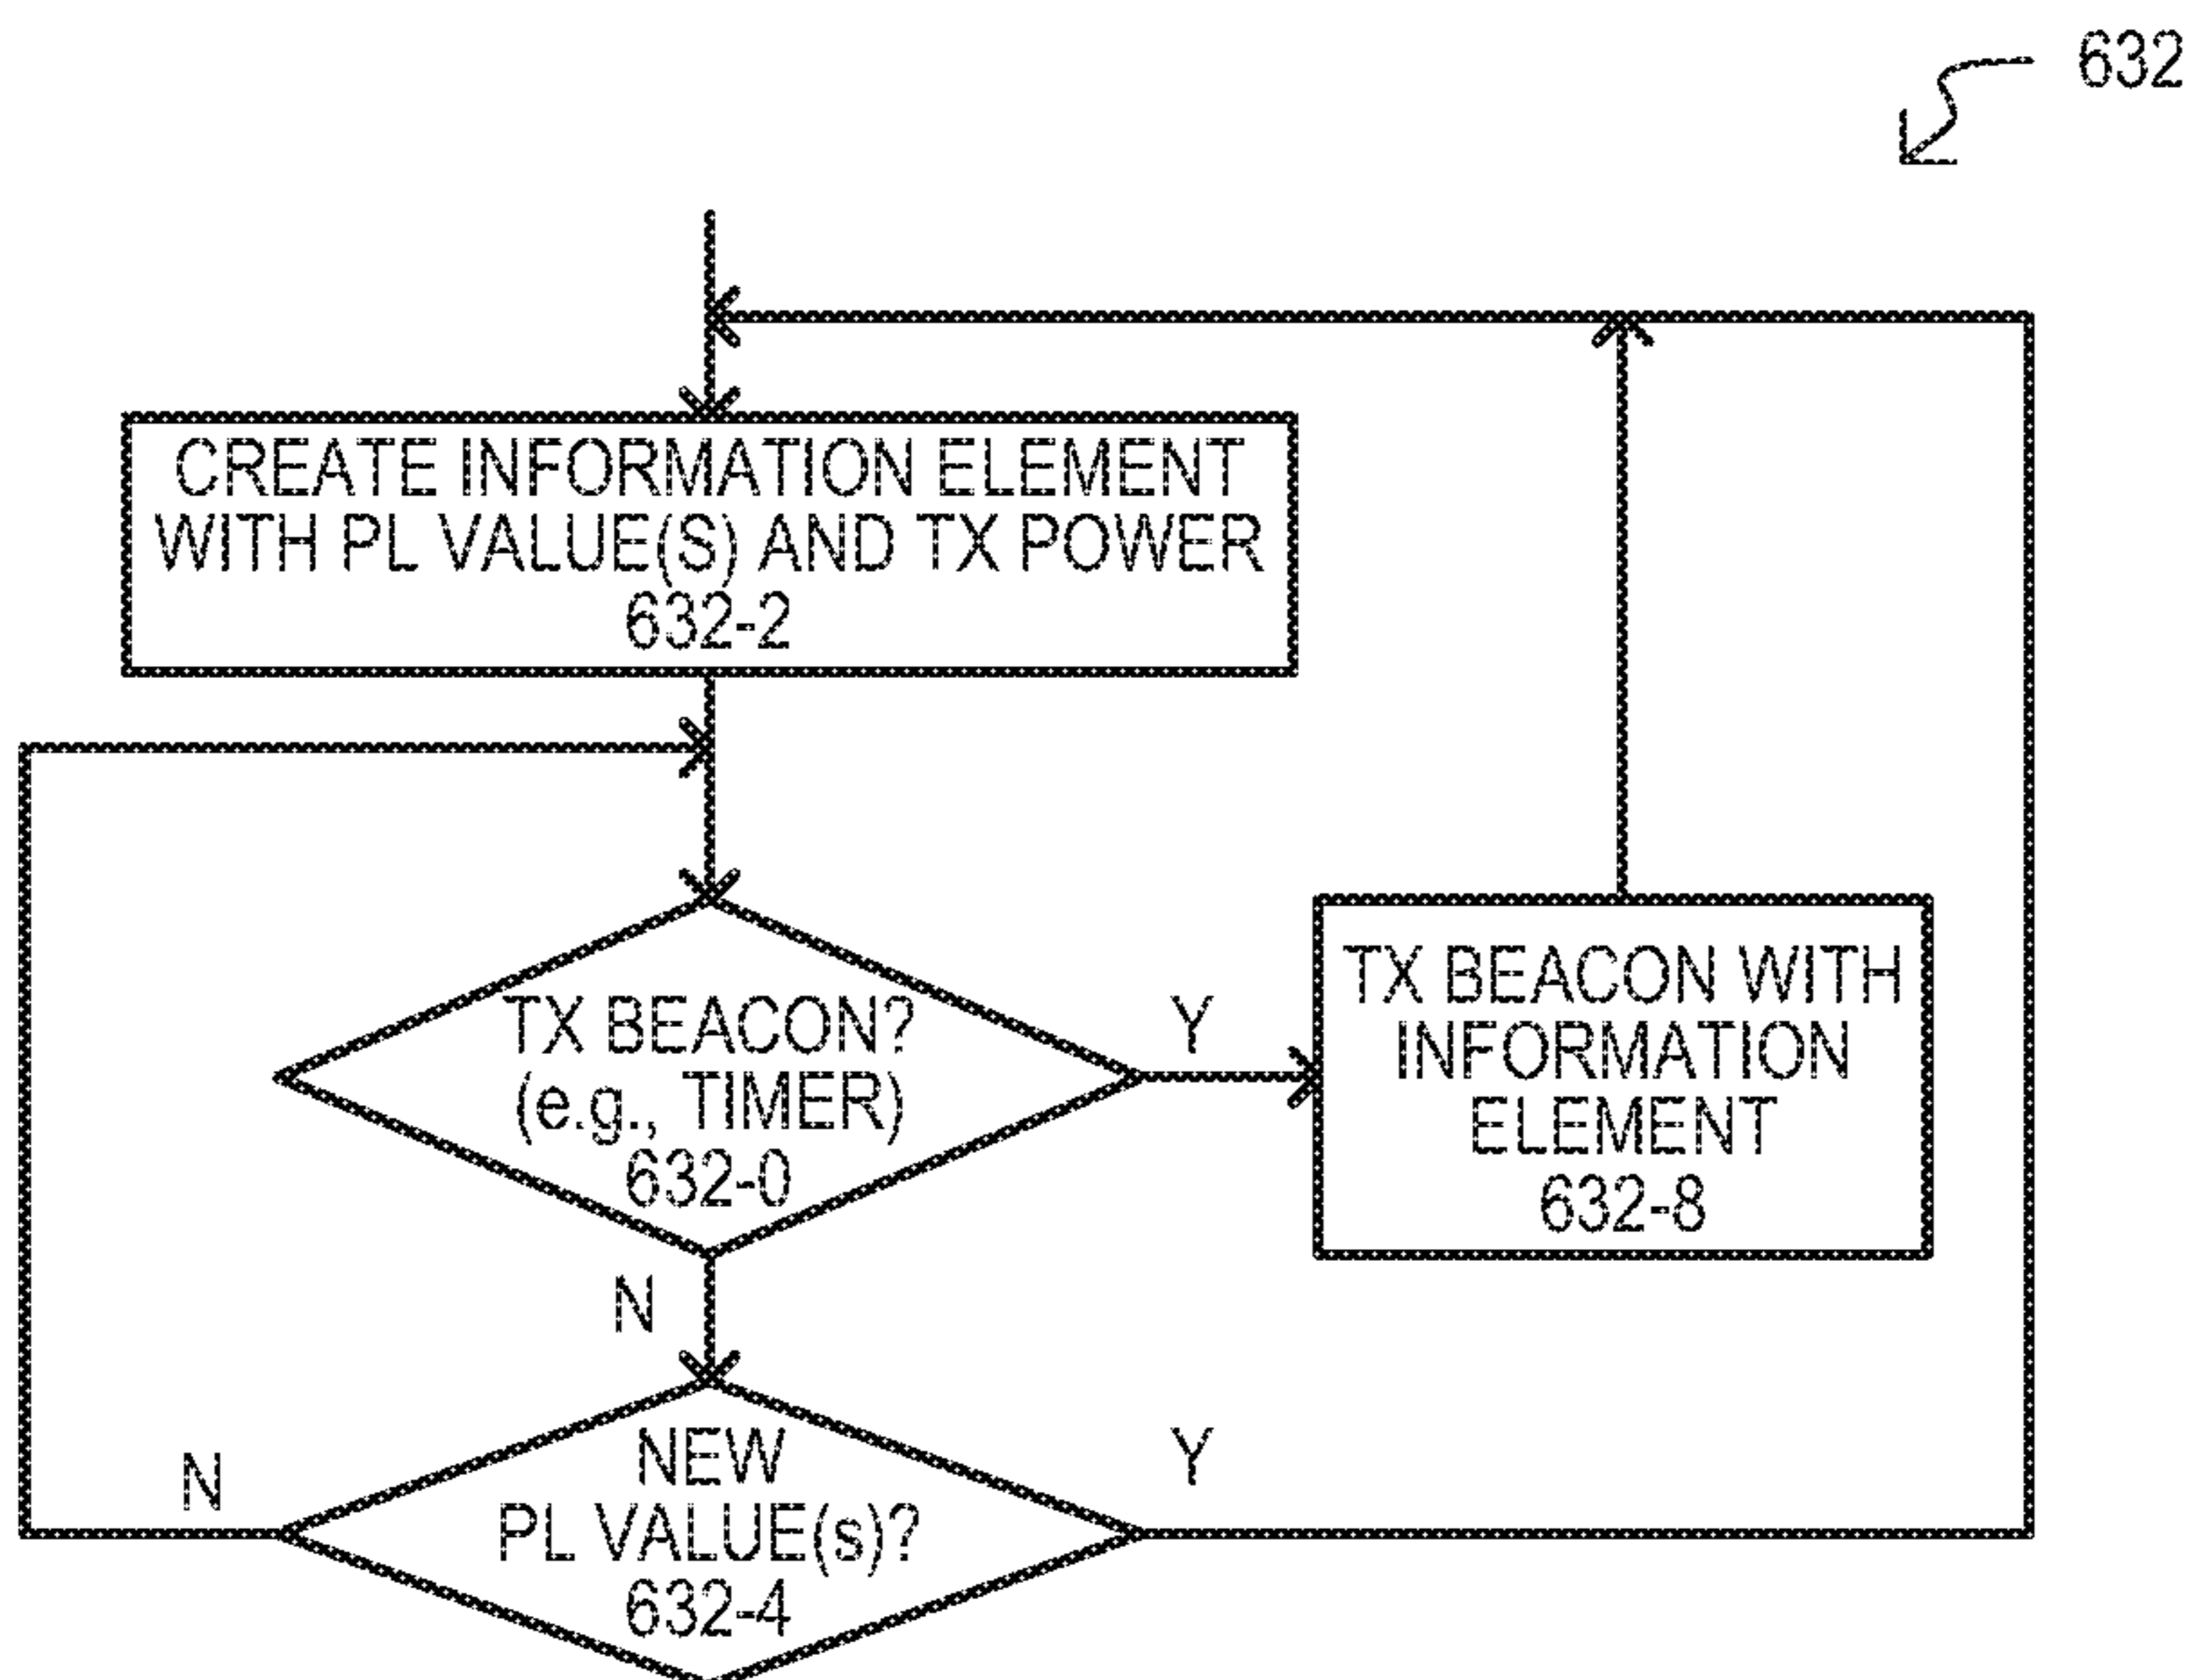 632
CREATE INFORMATION ELEMENT
WITH PL VALUE(S) AND TX POWER
632-2
TX BEACON?
(e.g., TIMER)
632-0
Y
TX BEACON WITH
INFORMATION
ELEMENT
632-8
N
NEW
PL VALUE(s)?
632-4
N
Y